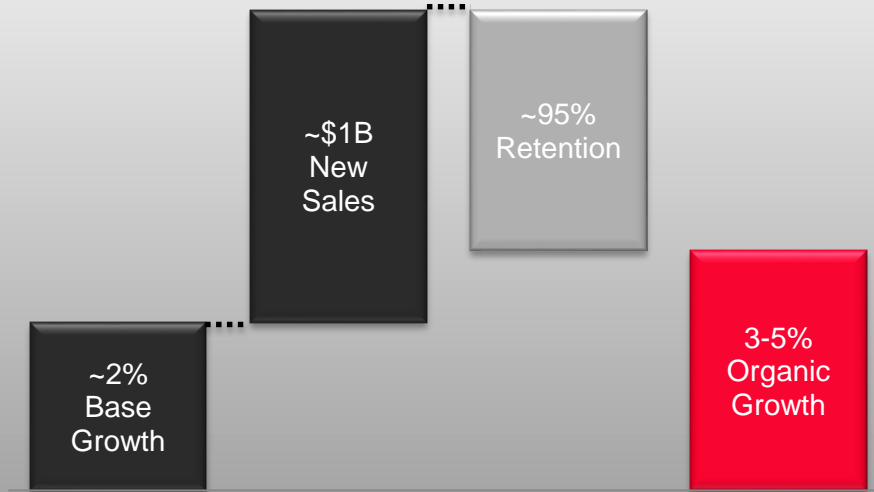 ~2%
Base
Growth
~$1B
New
Sales
~95%
Retention
3-5%
Organic
Growth